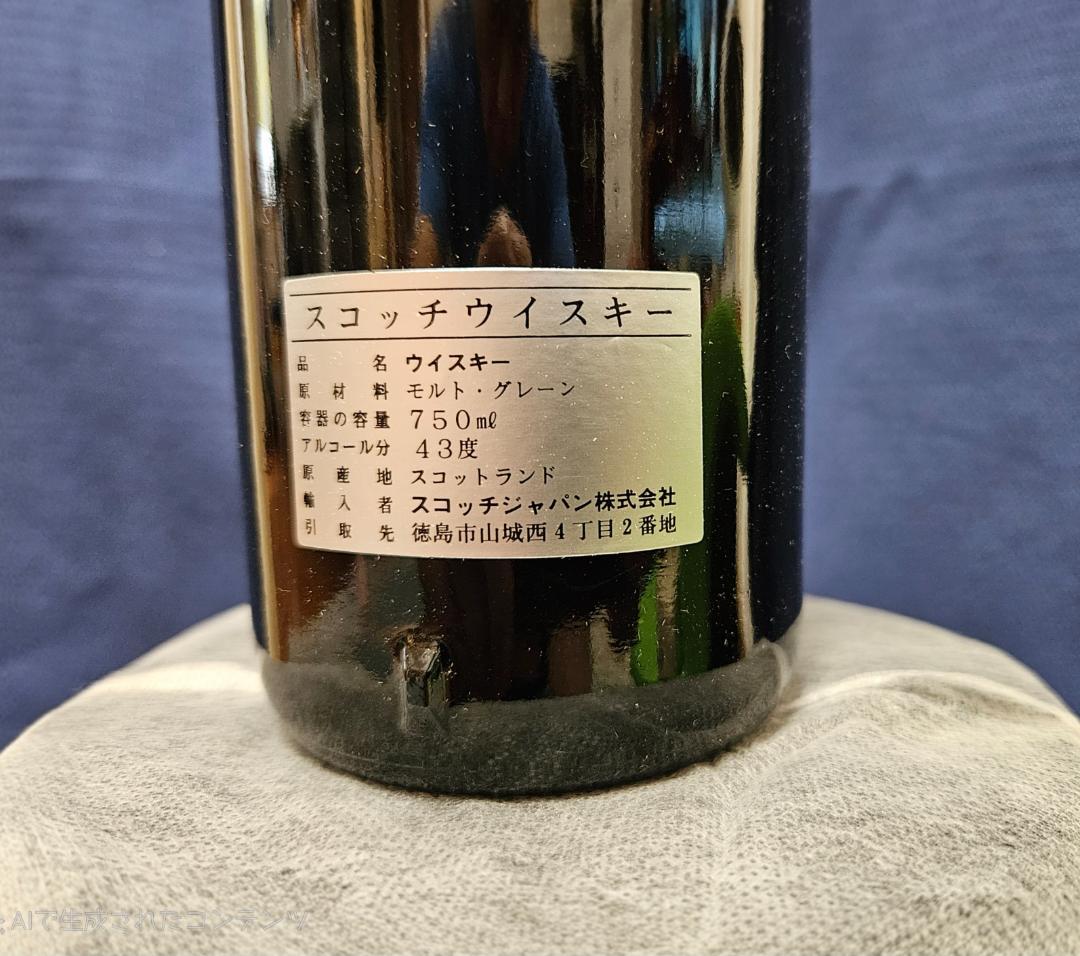 スコッチウイスキー
品名 ウイスキー
原材料 モルト・グレーン
容器の容量 750㎖
アルコール分 43度
原産地 スコットランド
輸入者 スコッチジャパン株式会社
引取先 徳島市山城西4丁目2番地
AIで生成されたコンテンツ